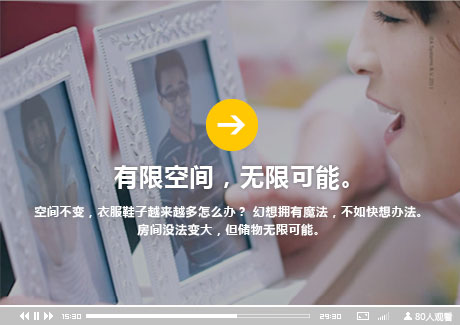 有限空间，无限可能。
空间不变，衣服鞋子越来越多怎么办？幻想拥有魔法，不如快想办法。
房间没法变大，但储物无限可能。
15:30
29:30
80人观看